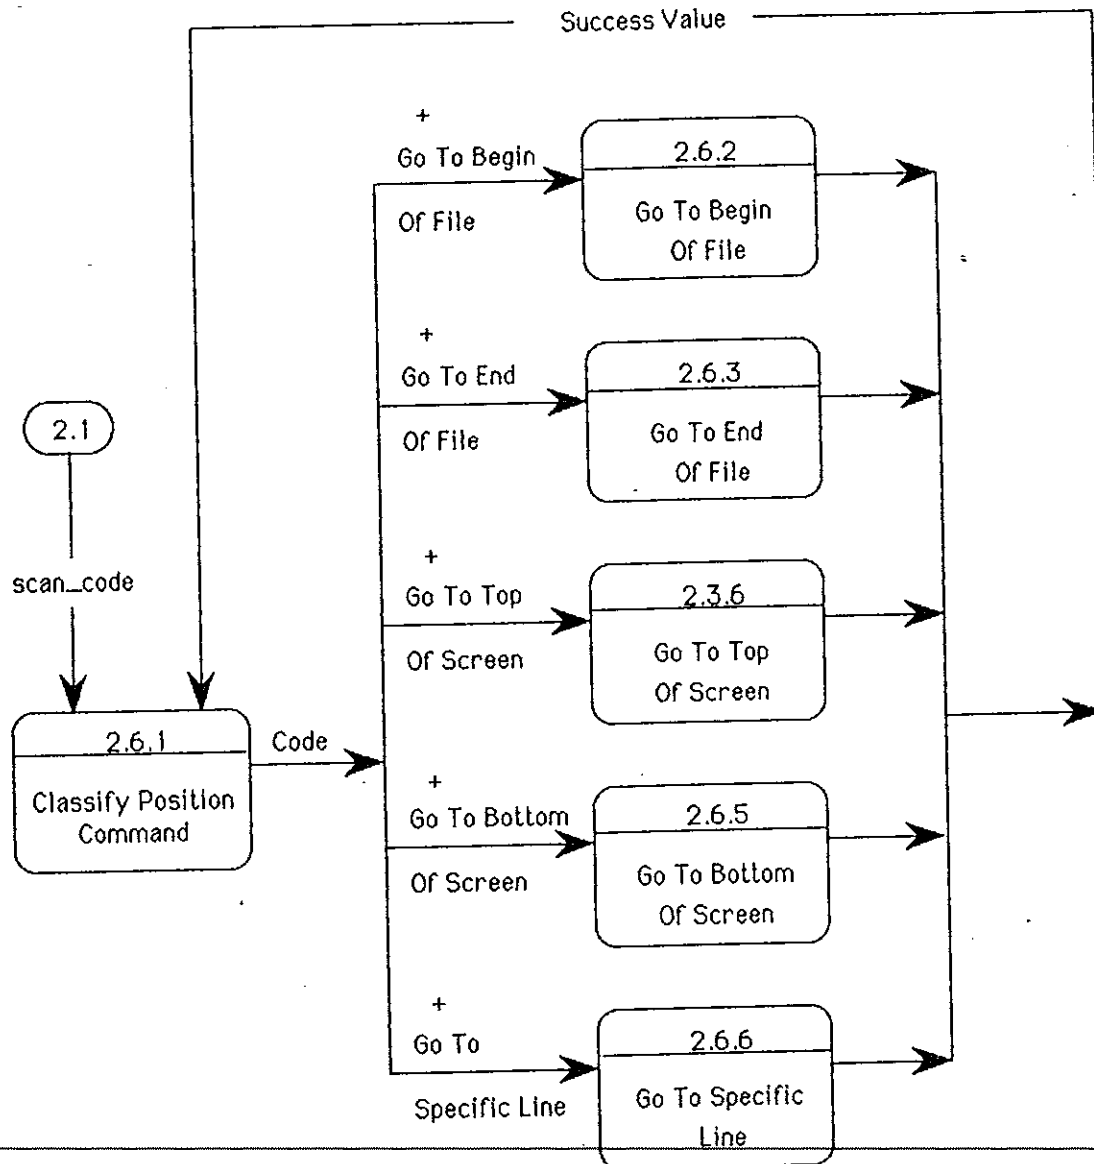 Success Value
+
Go To Begin
Of File
2.6.2
Go To Begin
Of File
+
Go To End
Of File
2.6.3
Go To End
Of File
2.1
scan_code
+
Go To Top
Of Screen
2.3.6
Go To Top
Of Screen
2.6.1
Classify Position
Command
Code
+
Go To Bottom
Of Screen
2.6.5
Go To Bottom
Of Screen
+
Go To
Specific Line
2.6.6
Go To Specific
Line